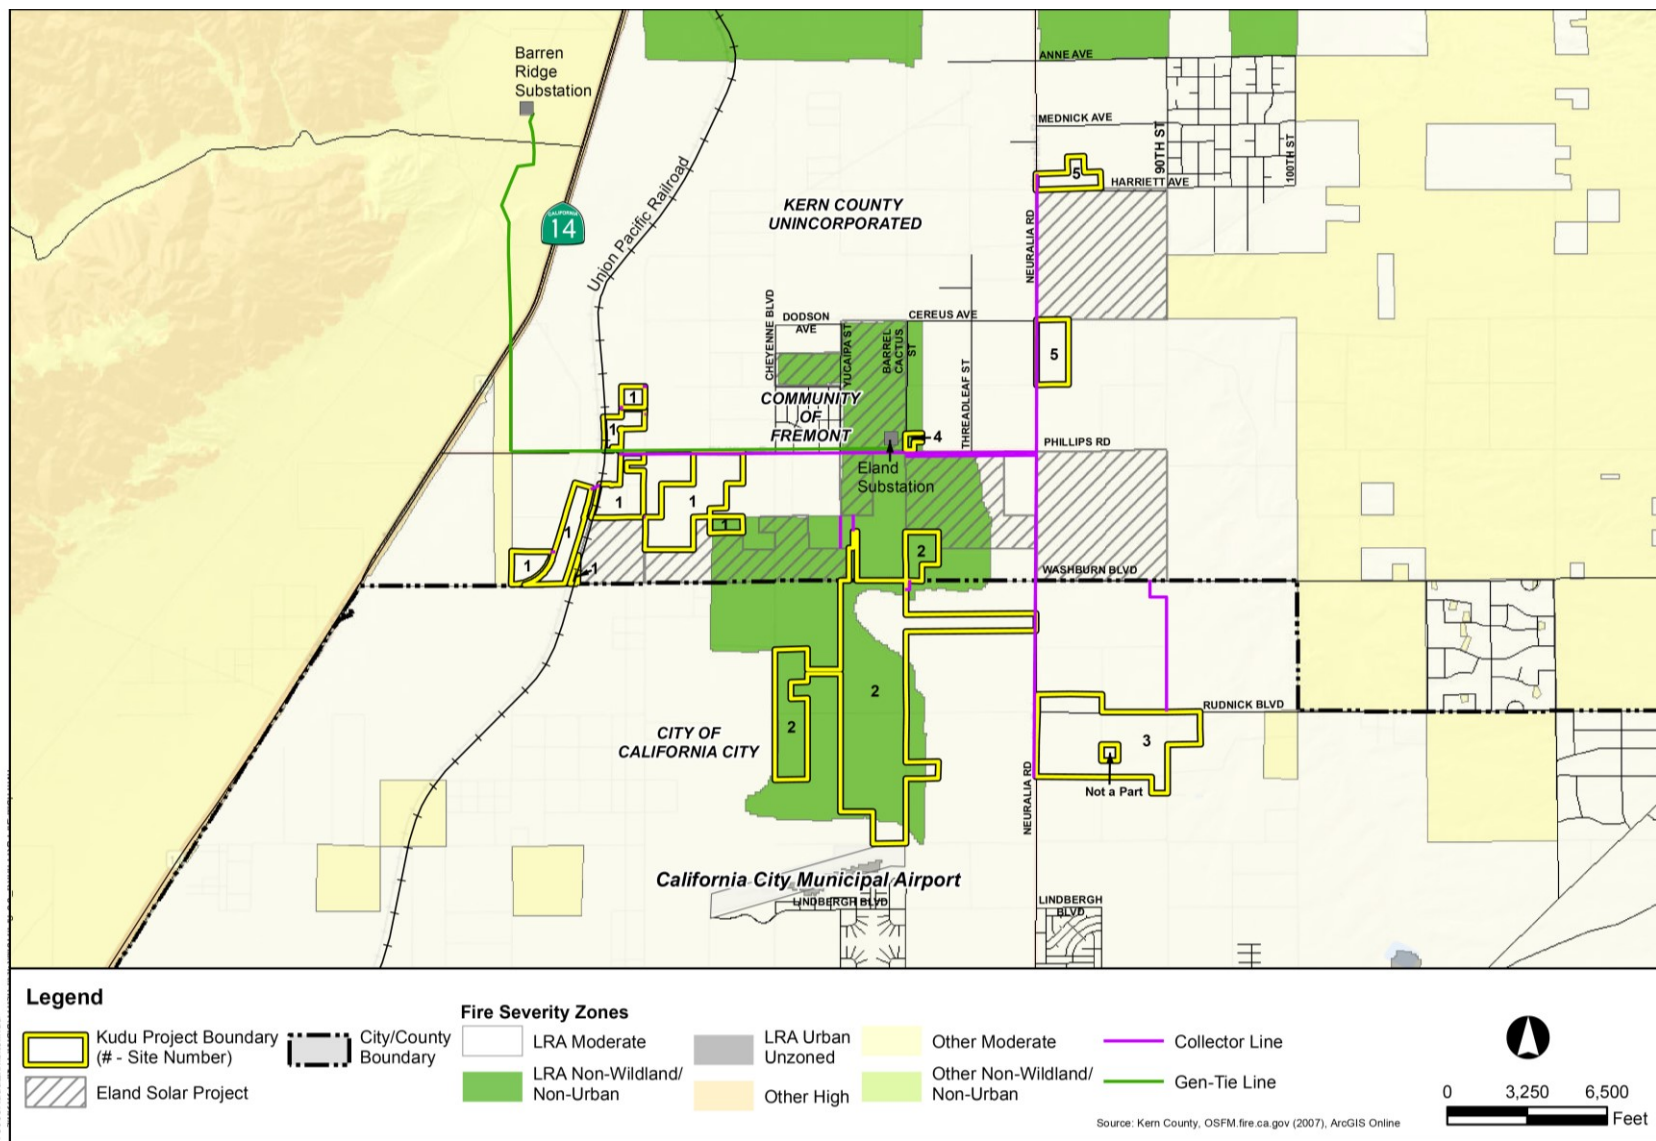 Barren
Ridge
Substation
CALIFORNIA
14
Union Pacific Railroad
ANNE AVE
MEDNICK AVE
90TH ST
100TH ST
5
HARRIETT AVE
KERN COUNTY
UNINCORPORATED
NEURALIA RD
CHEYENNE BLVD
DODSON
AVE
YUCAIPA ST
BARREL
CACTUS
ST
CEREUS AVE
THREADLEAF ST
5
1
1
COMMUNITY
OF
FREMONT
4
PHILLIPS RD
Eland
Substation
1
1
1
1
1
1
2
WASHBURN BLVD
2
2
CITY OF
CALIFORNIA CITY
RUDNICK BLVD
3
Not a Part
NEURALIA RD
California City Municipal Airport
LINDBERGH BLVD
LINDBERGH
BLVD
Legend
Kudu Project Boundary
(# - Site Number)
Eland Solar Project
City/County
Boundary
Fire Severity Zones
LRA Moderate
LRA Non-Wildland/
Non-Urban
LRA Urban
Unzoned
Other High
Other Moderate
Other Non-Wildland/
Non-Urban
Collector Line
Gen-Tie Line
0 3,250 6,500
Feet
Source: Kern County, OSFM.fire.ca.gov (2007), ArcGIS Online